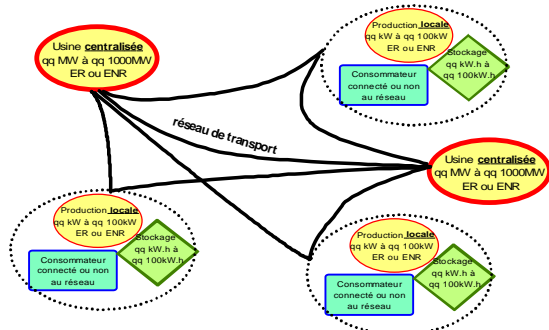 Usine centralisée
qq MW à qq 1000MW
ER ou ENR
Production locale
qq kW à qq 100kW
ER ou ENR
Stockage
qq kW.h à
qq 100kW.h
Consommateur
connecté ou non
au réseau
réseau de transport
Usine centralisée
qq MW à qq 1000MW
ER ou ENR
Production locale
qq kW à qq 100kW
ER ou ENR
Stockage
qq kW.h à
qq 100kW.h
Consommateur
connecté ou non
au réseau
Production locale
qq kW à qq 100kW
ER ou ENR
Stockage
qq kW.h à
qq 100kW.h
Consommateur
connecté ou non
au réseau